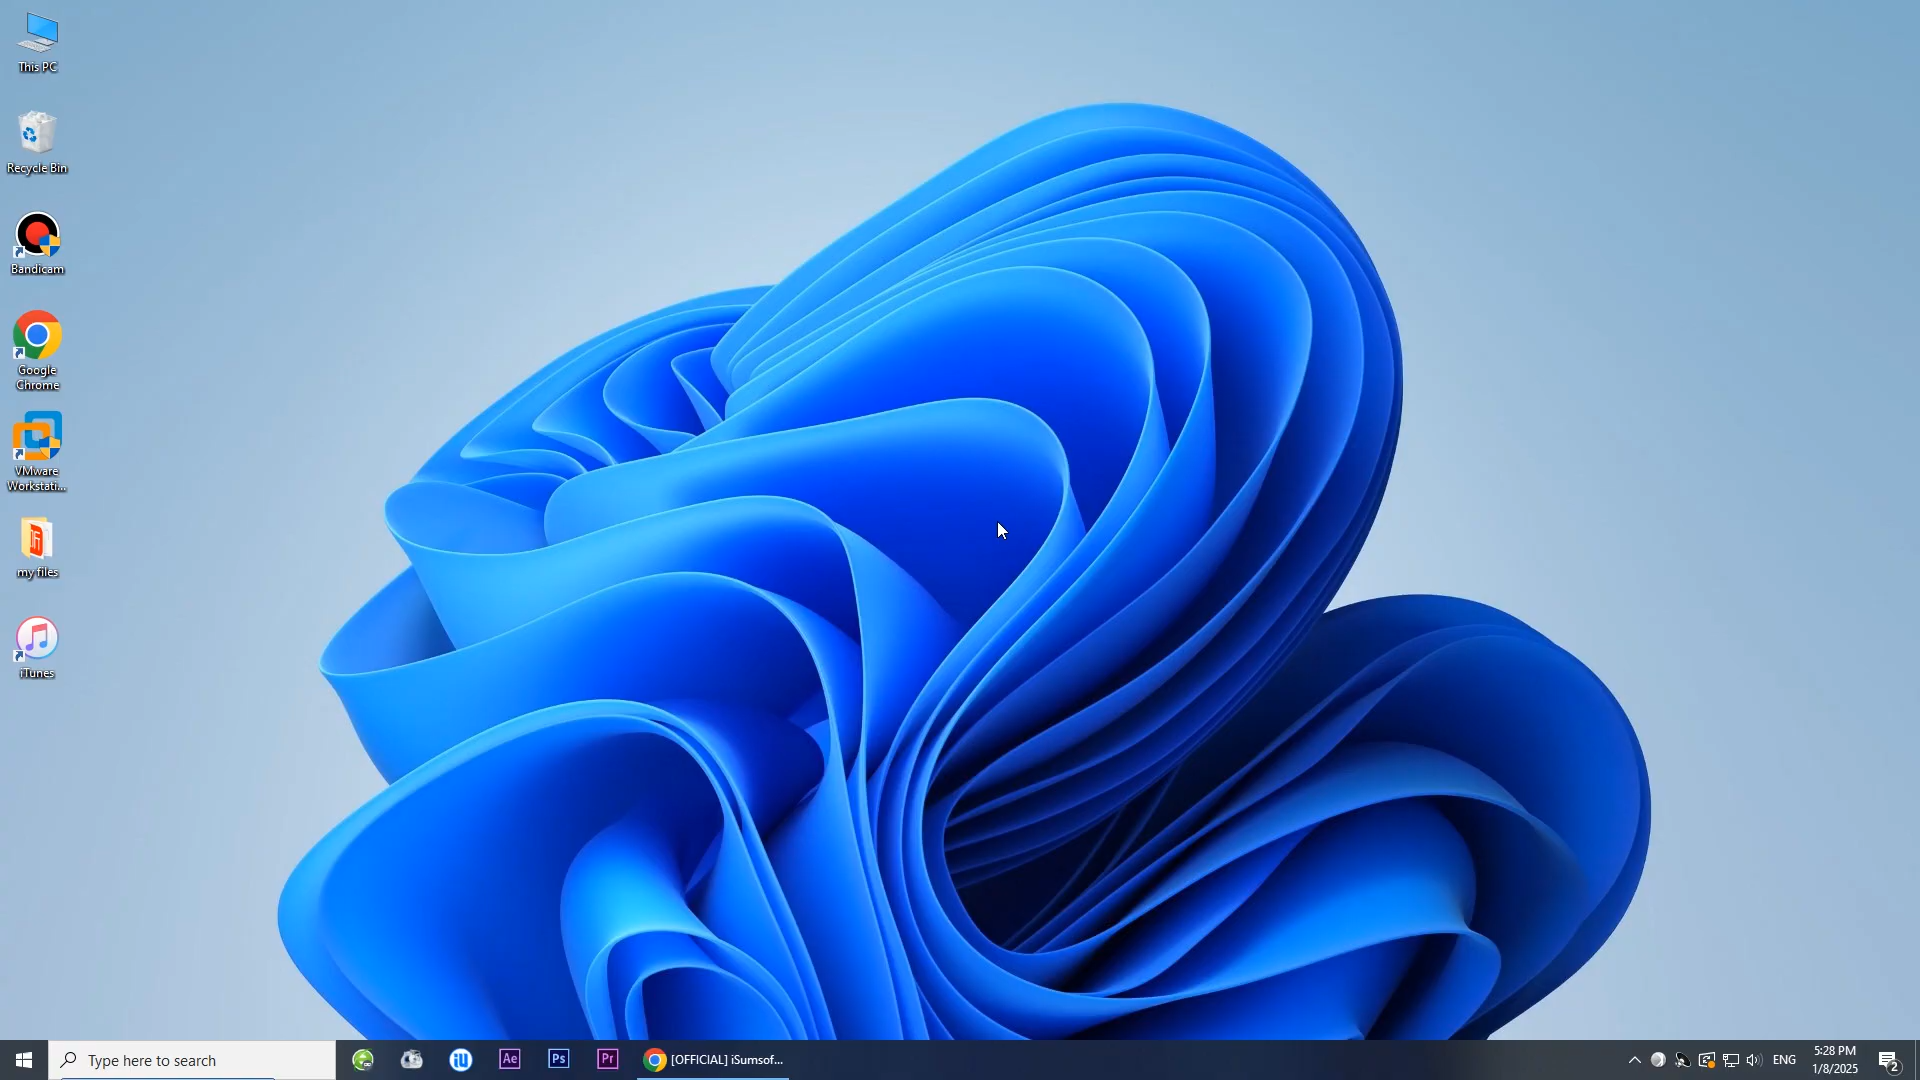 This PC
Recycle Bin
Bandicam
Google
Chrome
VMware
Workstati...
my files
iTunes
Type here to search
iU
Ae
Ps
Pr
[OFFICIAL] iSumsof...
ENG
5:28 PM
1/8/2025
2